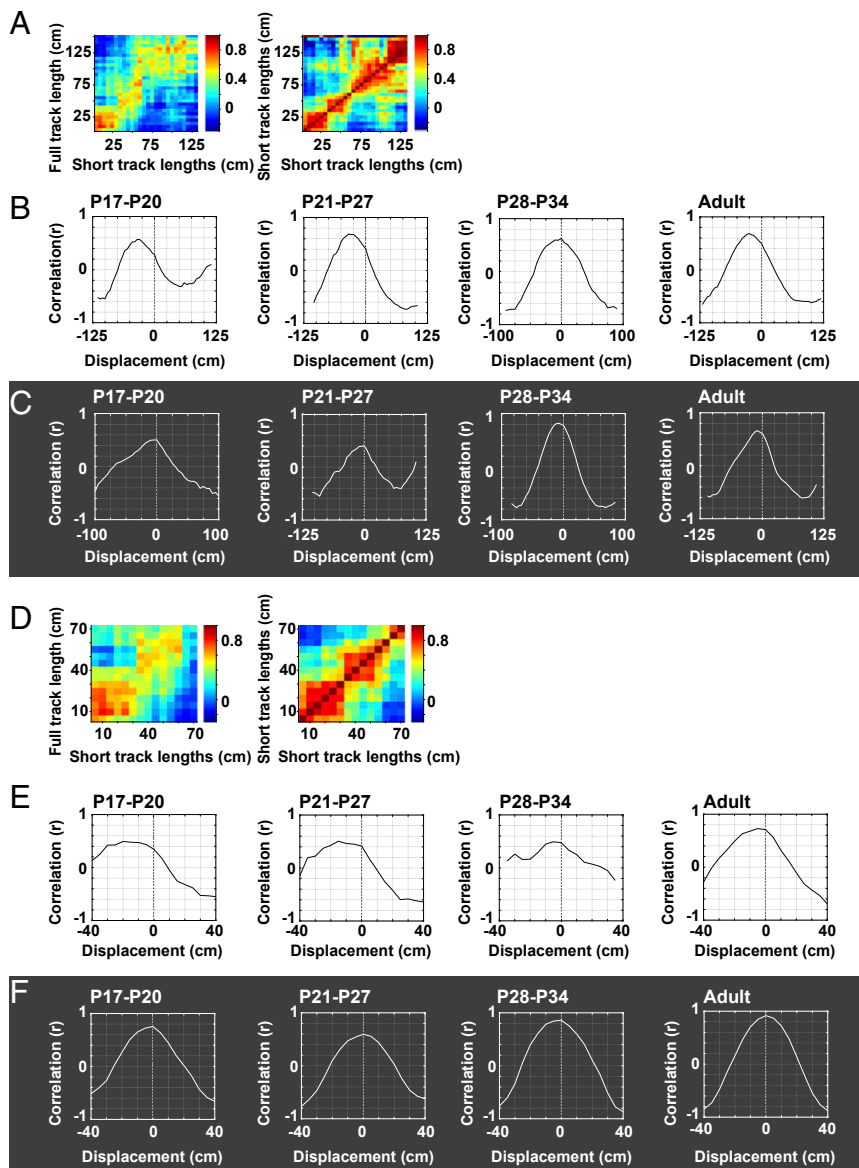 A
Full track length (cm)
125
75
25
25 75 125
Short track lengths (cm)
0.8
0.4
0
Short track lengths (cm)
125
75
25
25 75 125
Short track lengths (cm)
0.8
0.4
0
B
P17-P20 P21-P27 P28-P34 Adult
Correlation(r)
1
0
-1
-125 0 125
Displacement (cm)
Correlation (r)
1
0
-1
-125 0 125
Displacement (cm)
Correlation (r)
1
0
-1
-100 0 100
Displacement (cm)
Correlation (r)
1
0
-1
-125 0 125
Displacement (cm)
C
P17-P20 P21-P27 P28-P34 Adult
Correlation (r)
1
0
-1
-100 0 100
Displacement (cm)
Correlation (r)
1
0
-1
-125 0 125
Displacement (cm)
Correlation (r)
1
0
-1
-100 0 100
Displacement (cm)
Correlation (r)
1
0
-1
-125 0 125
Displacement (cm)
D
Full track length (cm)
70
40
10
10 40 70
Short track lengths (cm)
0.8
0.4
0
Short track lengths (cm)
70
40
10
10 40 70
Short track lengths (cm)
0.8
0.4
0
E
P17-P20 P21-P27 P28-P34 Adult
Correlation (r)
1
0
-1
-40 0 40
Displacement (cm)
Correlation (r)
1
0
-1
-40 0 40
Displacement (cm)
Correlation (r)
1
0
-1
-40 0 40
Displacement (cm)
Correlation (r)
1
0
-1
-40 0 40
Displacement (cm)
F
P17-P20 P21-P27 P28-P34 Adult
Correlation (r)
1
0
-1
-40 0 40
Displacement (cm)
Correlation (r)
1
0
-1
-40 0 40
Displacement (cm)
Correlation (r)
1
0
-1
-40 0 40
Displacement (cm)
Correlation (r)
1
0
-1
-40 0 40
Displacement (cm)